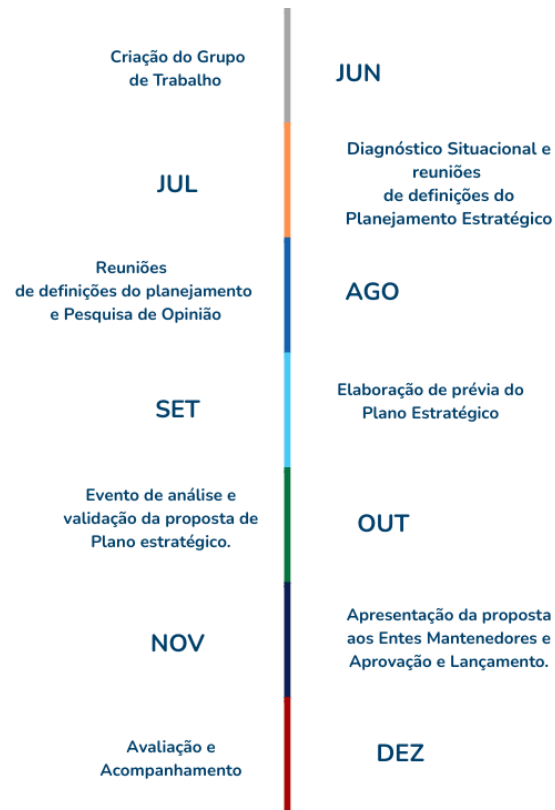 Criação do Grupo
de Trabalho
JUN
JUL
Diagnóstico Situacional e
reuniões
de definições do
Planejamento Estratégico
Reuniões
de definições do planejamento
e Pesquisa de Opinião
AGO
SET
Elaboração de prévia do
Plano Estratégico
Evento de análise e
validação da proposta de
Plano estratégico.
OUT
NOV
Apresentação da proposta
aos Entes Mantenedores e
Aprovação e Lançamento.
Avaliação e
Acompanhamento
DEZ